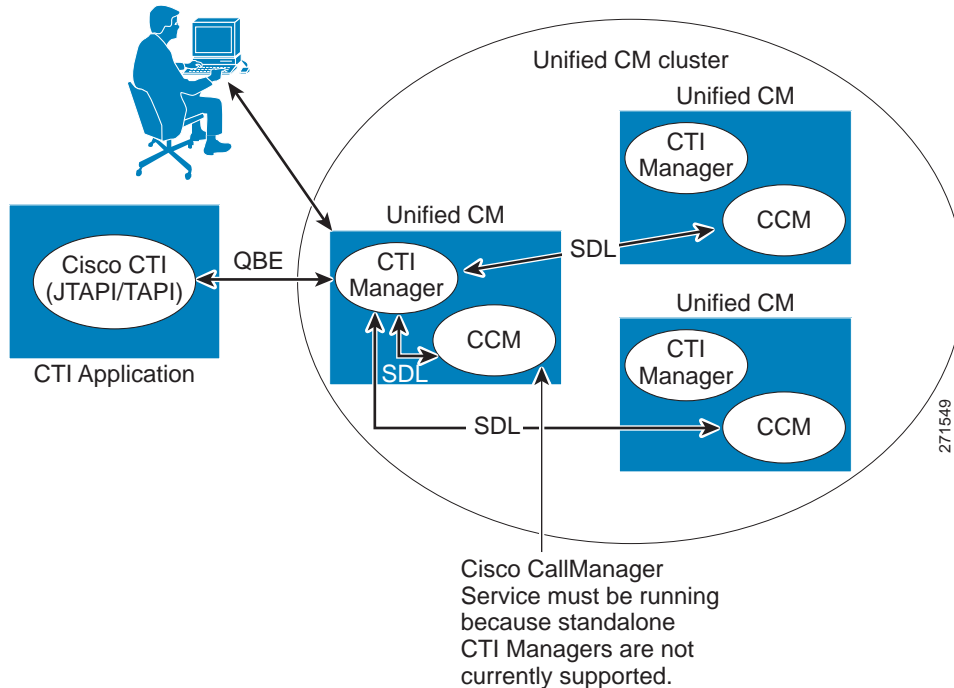 Unified CM cluster
Unified CM
CTI
Manager
CCM
SDL
Unified CM
CTI
Manager
CCM
SDL
QBE
Cisco CTI
(JTAPI/TAPI)
CTI Application
Unified CM
CTI
Manager
CCM
SDL
271549
Cisco CallManager
Service must be running
because standalone
CTI Managers are not
currently supported.